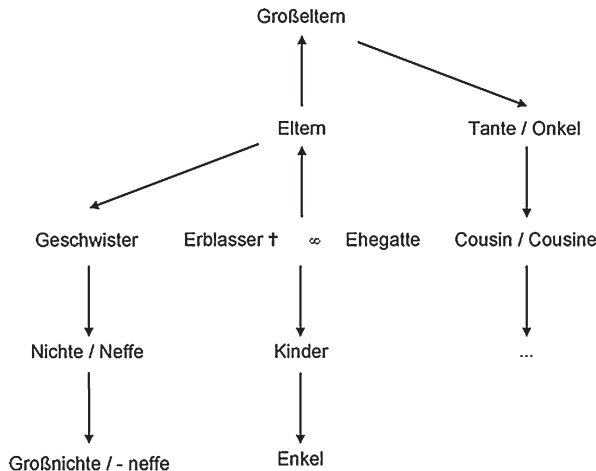 Großeltern
Eltern
Tante / Onkel
Geschwister
Erblasser ✝ ∞ Ehegatte
Cousin / Cousine
Nichte / Neffe
Kinder
...
Großnichte / - neffe
Enkel